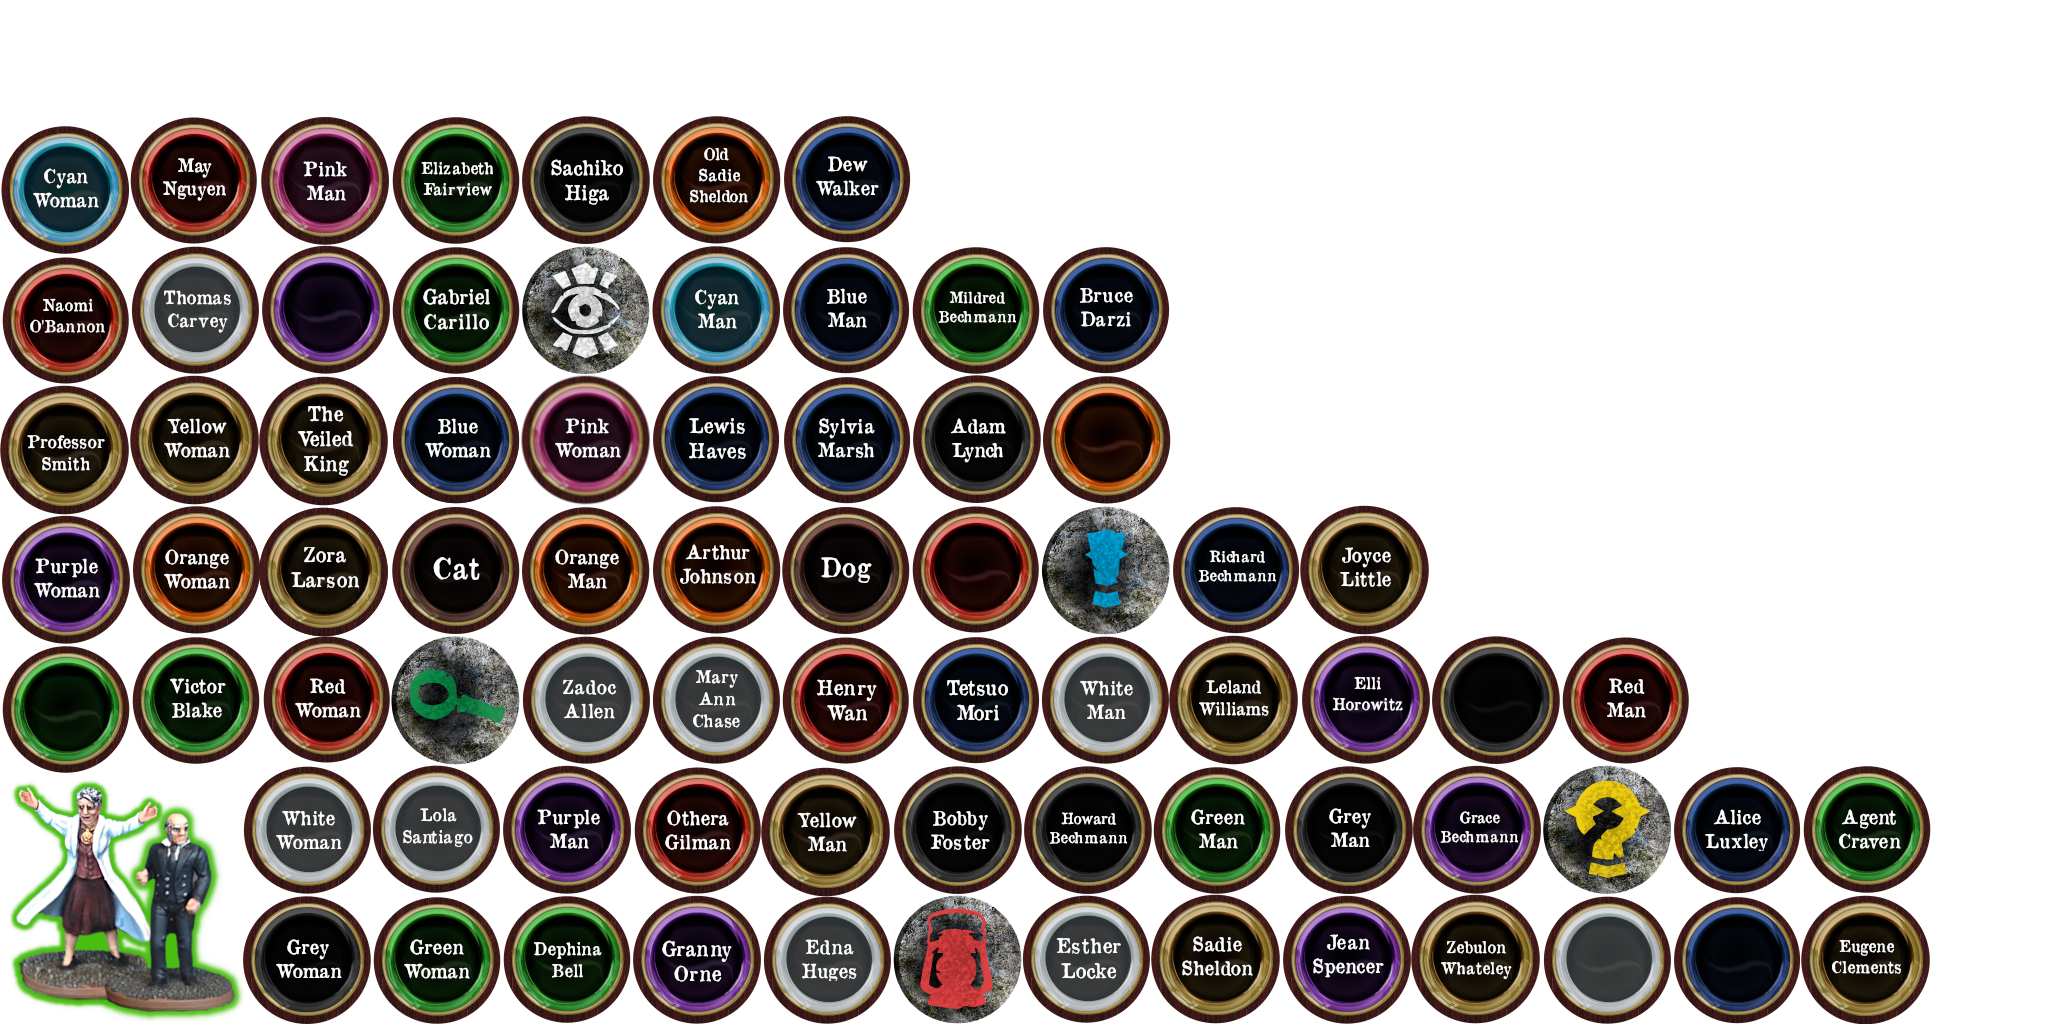 Cyan
Woman
May
Nguyen
Pink
Man
Elizabeth
Fairview
Sachiko
Higa
Old
Sadie
Sheldon
Dew
Walker
Naomi
O'Bannon
Thomas
Carvey
Gabriel
Carillo
Cyan
Man
Blue
Man
Mildred
Bechmann
Bruce
Darzi
Professor
Smith
Yellow
Woman
The
Veiled
King
Blue
Woman
Pink
Woman
Lewis
Haves
Sylvia
Marsh
Adam
Lynch
Purple
Woman
Orange
Woman
Zora
Larson
Cat
Orange
Man
Arthur
Johnson
Dog
!
Richard
Bechmann
Joyce
Little
Victor
Blake
Red
Woman
Zadoc
Allen
Mary
Ann
Chase
Henry
Wan
Tetsuo
Mori
White
Man
Leland
Williams
Elli
Horowitz
Red
Man
White
Woman
Lola
Santiago
Purple
Man
Othera
Gilman
Yellow
Man
Bobby
Foster
Howard
Bechmann
Green
Man
Grey
Man
Grace
Bechmann
?
Alice
Luxley
Agent
Craven
Grey
Woman
Green
Woman
Dephina
Bell
Granny
Orne
Edna
Huges
Esther
Locke
Sadie
Sheldon
Jean
Spencer
Zebulon
Whateley
Eugene
Clements